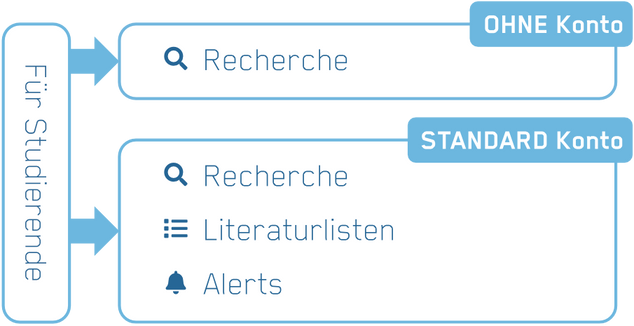 Für Studierende
OHNE Konto
Recherche
STANDARD Konto
Recherche
Literaturlisten
Alerts